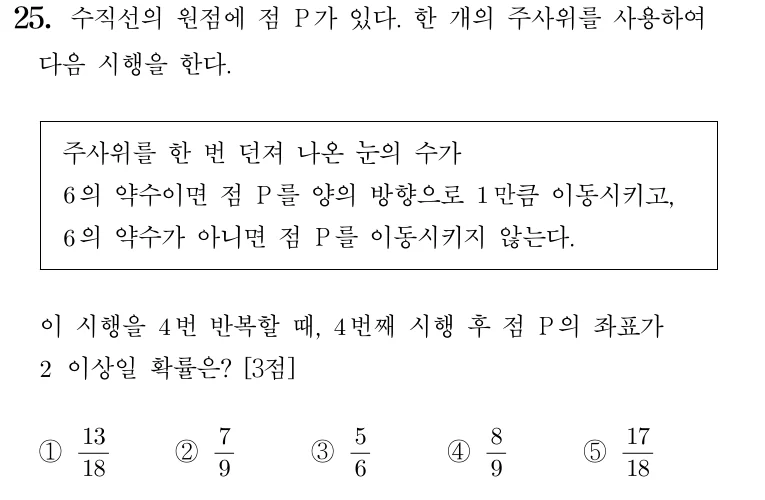 25. 수직선의 원점에 점 P가 있다. 한 개의 주사위를 사용하여
다음 시행을 한다.
주사위를 한 번 던져 나온 눈의 수가
6의 약수이면 점 P를 양의 방향으로 1만큼 이동시키고,
6의 약수가 아니면 점 P를 이동시키지 않는다.
이 시행을 4번 반복할 때, 4번째 시행 후 점 P의 좌표가
2 이상일 확률은? [3점]
① 13/18 ② 7/9 ③ 5/6 ④ 8/9 ⑤ 17/18